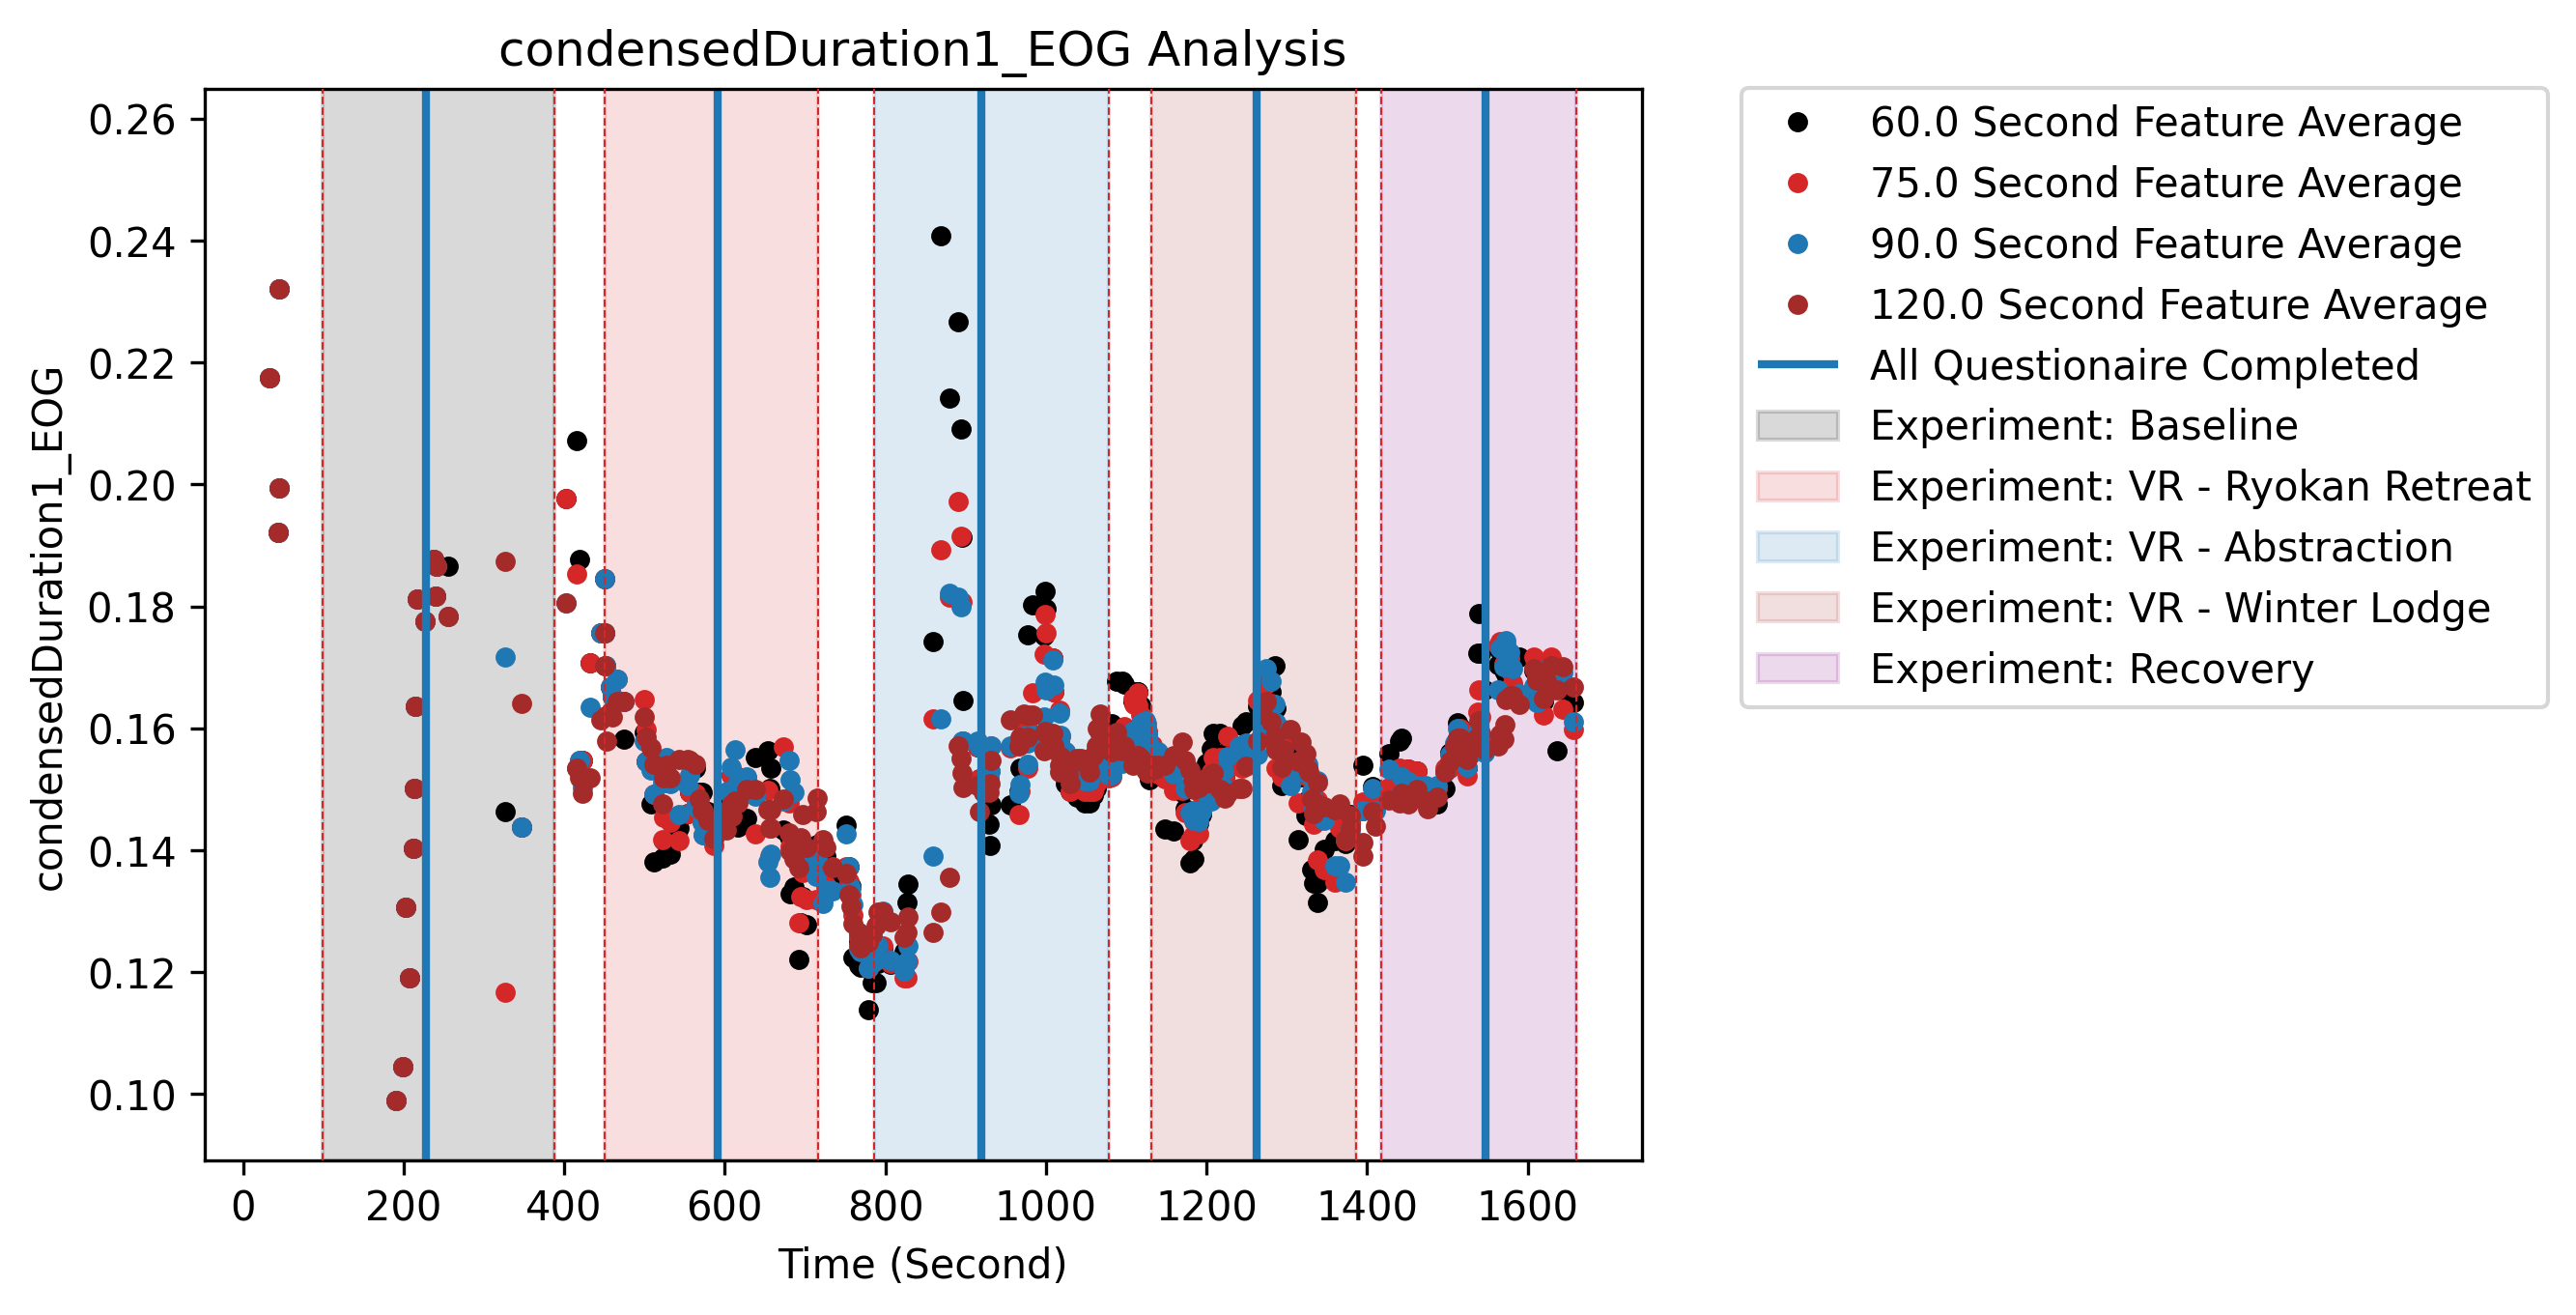 condensedDuration1_EOG Analysis
condensedDuration1_EOG
0.26
0.24
0.22
0.20
0.18
0.16
0.14
0.12
0.10
0 200 400 600 800 1000 1200 1400 1600
Time (Second)
60.0 Second Feature Average
75.0 Second Feature Average
90.0 Second Feature Average
120.0 Second Feature Average
All Questionaire Completed
Experiment: Baseline
Experiment: VR - Ryokan Retreat
Experiment: VR - Abstraction
Experiment: VR - Winter Lodge
Experiment: Recovery